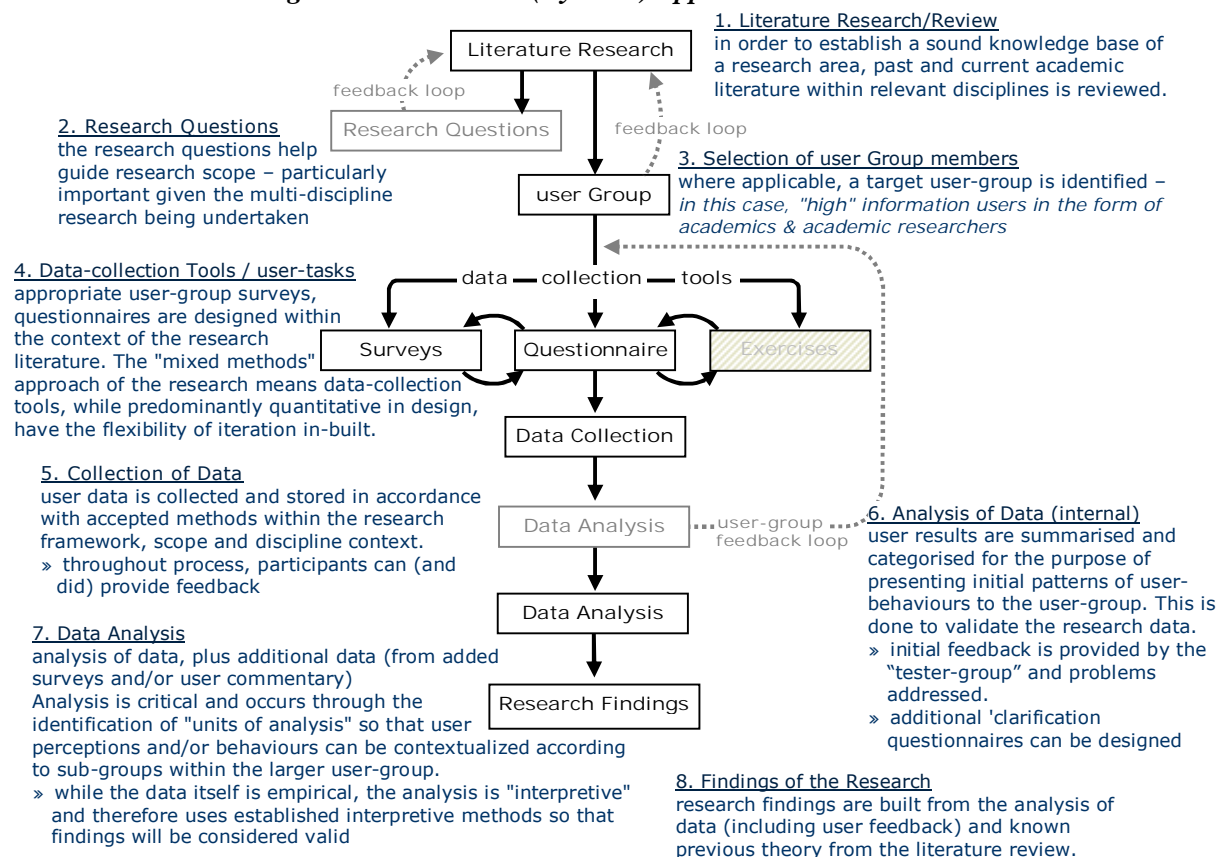 1. Literature Research/Review
in order to establish a sound knowledge base of
a research area, past and current academic
literature within relevant disciplines is reviewed.
Literature Research
feedback loop
Research Questions
feedback loop
2. Research Questions
the research questions help
guide research scope – particularly
important given the multi-discipline
research being undertaken
3. Selection of user Group members
where applicable, a target user-group is identified –
in this case, "high" information users in the form of
academics & academic researchers
user Group
4. Data-collection Tools / user-tasks
appropriate user-group surveys,
questionnaires are designed within
the context of the research
literature. The "mixed methods"
approach of the research means data-collection
tools, while predominantly quantitative in design,
have the flexibility of iteration in-built.
data collection tools
Surveys
Questionnaire
Exercises
Data Collection
5. Collection of Data
user data is collected and stored in accordance
with accepted methods within the research
framework, scope and discipline context.
» throughout process, participants can (and
did) provide feedback
Data Analysis
user-group
feedback loop
6. Analysis of Data (internal)
user results are summarised and
categorised for the purpose of
presenting initial patterns of user-
behaviours to the user-group. This is
done to validate the research data.
» initial feedback is provided by the
“tester-group” and problems
addressed.
» additional 'clarification
questionnaires can be designed
Data Analysis
7. Data Analysis
analysis of data, plus additional data (from added
surveys and/or user commentary)
Analysis is critical and occurs through the
identification of "units of analysis" so that user
perceptions and/or behaviours can be contextualized according
to sub-groups within the larger user-group.
» while the data itself is empirical, the analysis is "interpretive"
and therefore uses established interpretive methods so that
findings will be considered valid
Research Findings
8. Findings of the Research
research findings are built from the analysis of
data (including user feedback) and known
previous theory from the literature review.